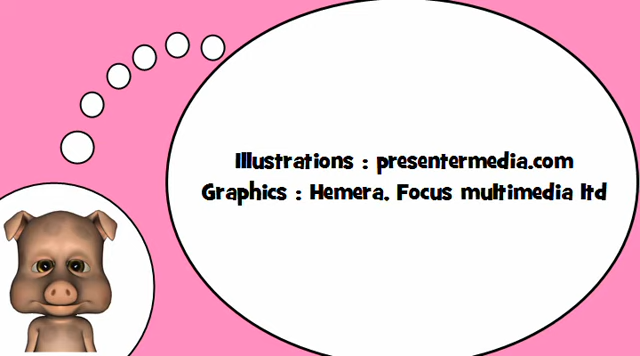 Illustrations : presentermedia.com
Graphics : Hemera. Focus multimedia ltd